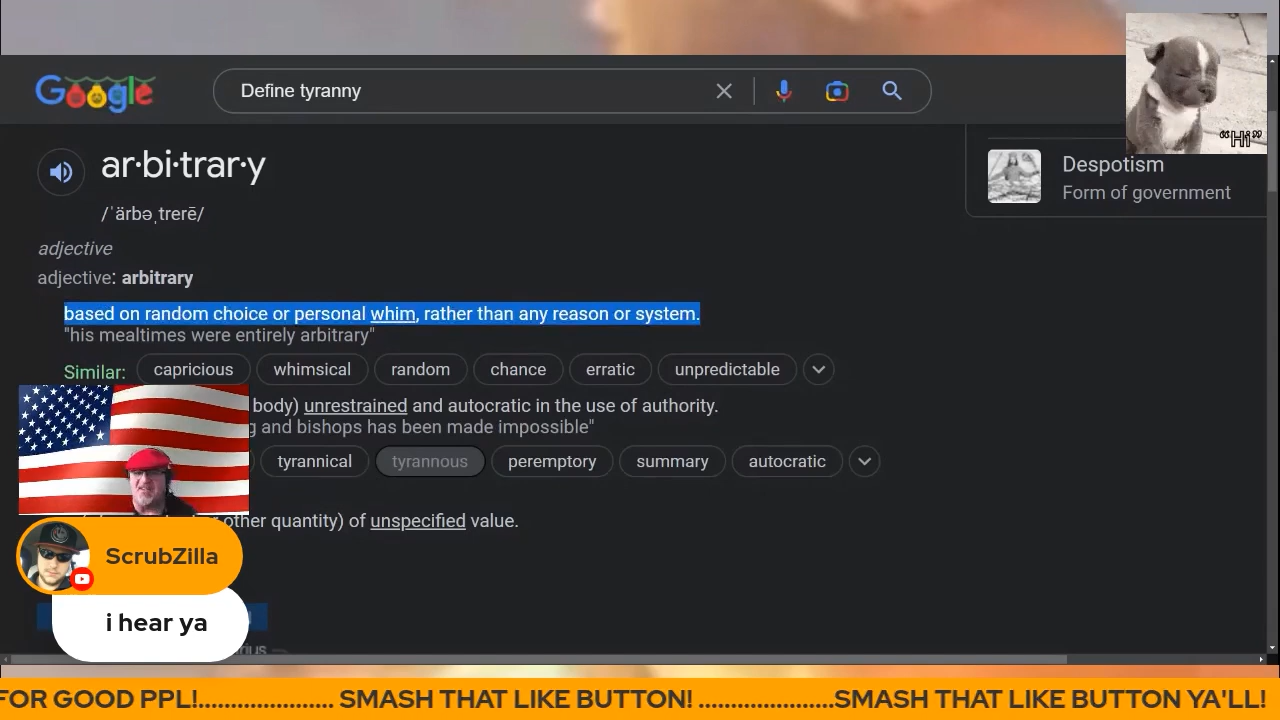 Google
Define tyranny
"Hi"
ar·bi·trar·y
Despotism
Form of government
/ˈärbəˌtrerē/
adjective
adjective: arbitrary
based on random choice or personal whim, rather than any reason or system.
"his mealtimes were entirely arbitrary"
Similar:
capricious
whimsical
random
chance
erratic
unpredictable
body) unrestrained and autocratic in the use of authority.
and bishops has been made impossible"
tyrannical
tyrannous
peremptory
summary
autocratic
other quantity) of unspecified value.
ScrubZilla
i hear ya
FOR GOOD PPL!..................... SMASH THAT LIKE BUTTON! .....................SMASH THAT LIKE BUTTON YA'LL!